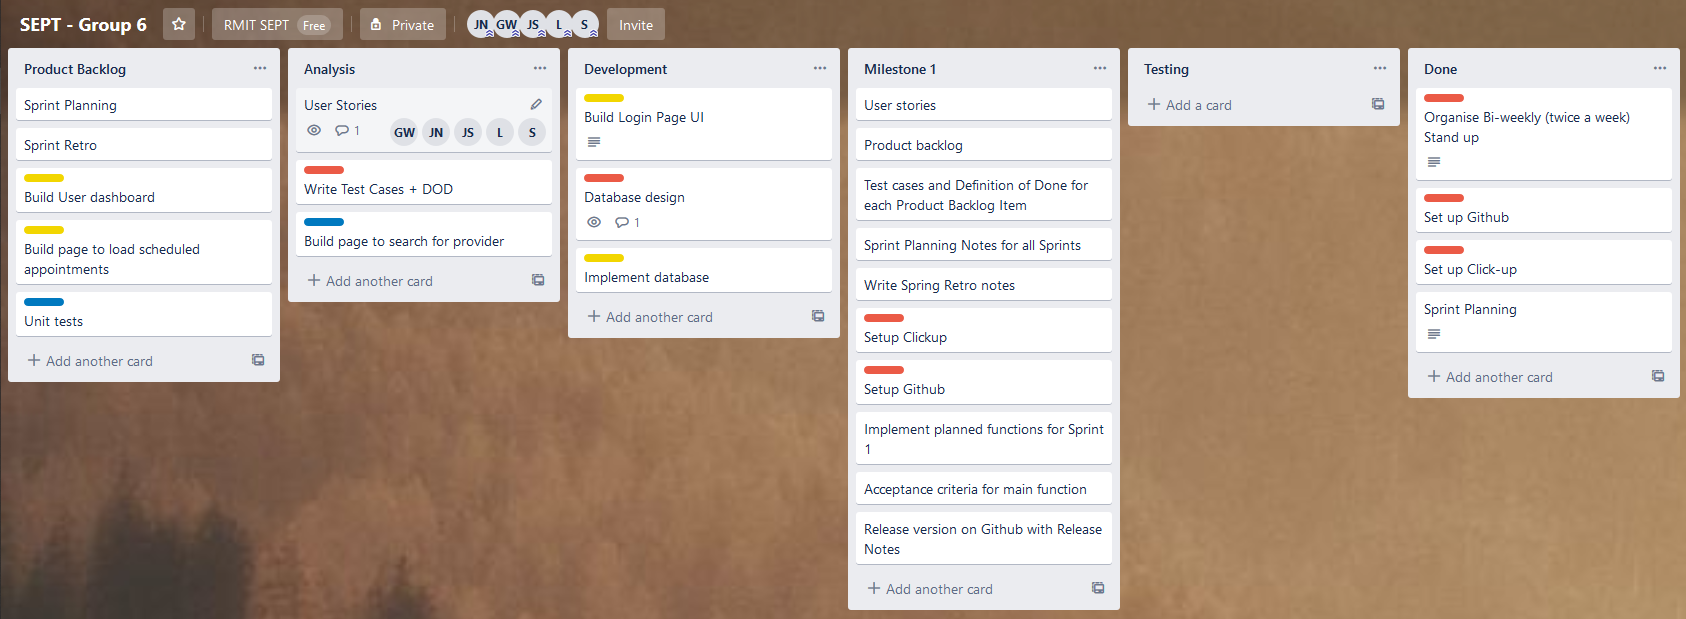 SEPT - Group 6
RMIT SEPT Free
Private
JN GW JS L S
Invite
Product Backlog
Sprint Planning
Sprint Retro
Build User dashboard
Build page to load scheduled
appointments
Unit tests
+ Add another card
Analysis
User Stories
1
GW JN JS L S
Write Test Cases + DOD
Build page to search for provider
+ Add another card
Development
Build Login Page UI
Database design
1
Implement database
+ Add another card
Milestone 1
User stories
Product backlog
Test cases and Definition of Done for
each Product Backlog Item
Sprint Planning Notes for all Sprints
Write Spring Retro notes
Setup Clickup
Setup Github
Implement planned functions for Sprint
1
Acceptance criteria for main function
Release version on Github with Release
Notes
+ Add another card
Testing
+ Add a card
Done
Organise Bi-weekly (twice a week)
Stand up
Set up Github
Set up Click-up
Sprint Planning
+ Add another card